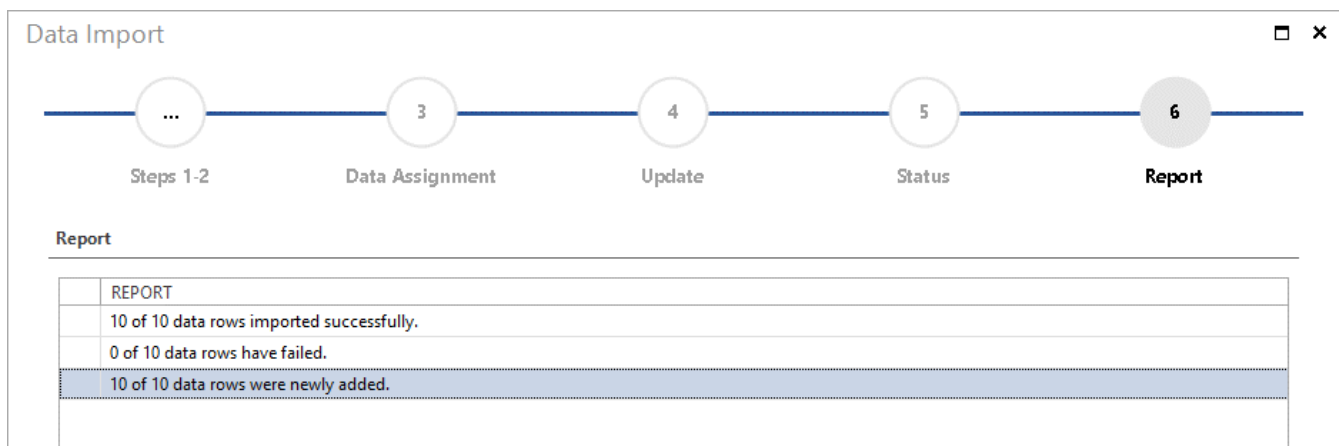 Data Import
...
3
4
5
6
Steps 1-2
Data Assignment
Update
Status
Report
Report
REPORT
10 of 10 data rows imported successfully.
0 of 10 data rows have failed.
10 of 10 data rows were newly added.